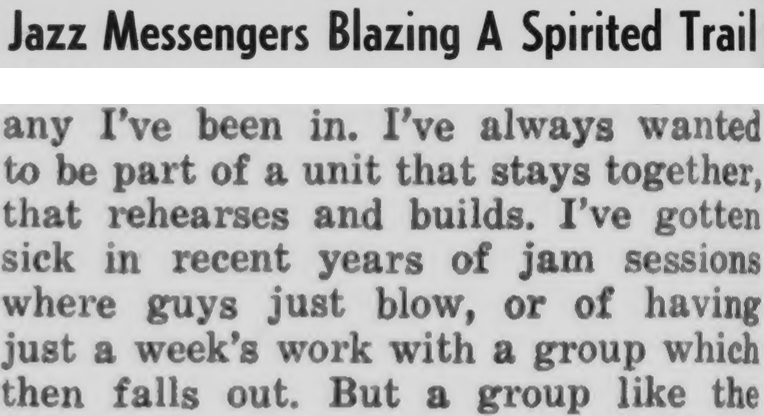 Jazz Messengers Blazing A Spirited Trail
any I've been in. I've always wanted
to be part of a unit that stays together,
that rehearses and builds. I've gotten
sick in recent years of jam sessions
where guys just blow, or of having
just a week's work with a group which
then falls out. But a group like the